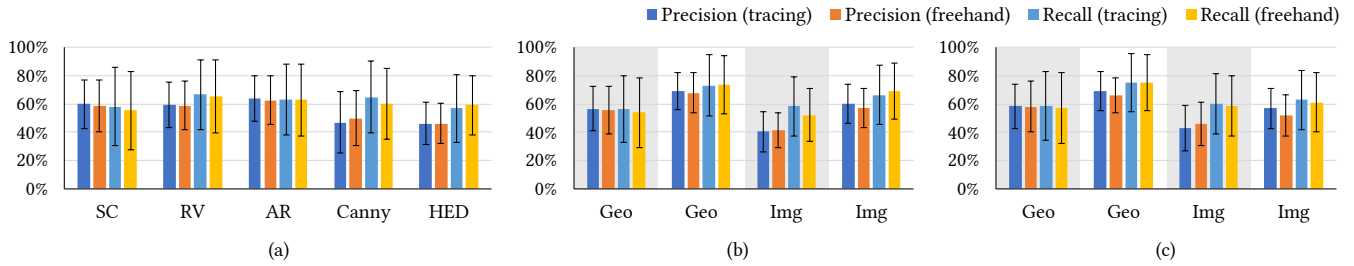 Precision (tracing) Precision (freehand) Recall (tracing) Recall (freehand)
100%
80%
60%
40%
20%
0%
SC RV AR Canny HED
(a)
100%
80%
60%
40%
20%
0%
Geo Geo Img Img
(b)
100%
80%
60%
40%
20%
0%
Geo Geo Img Img
(c)